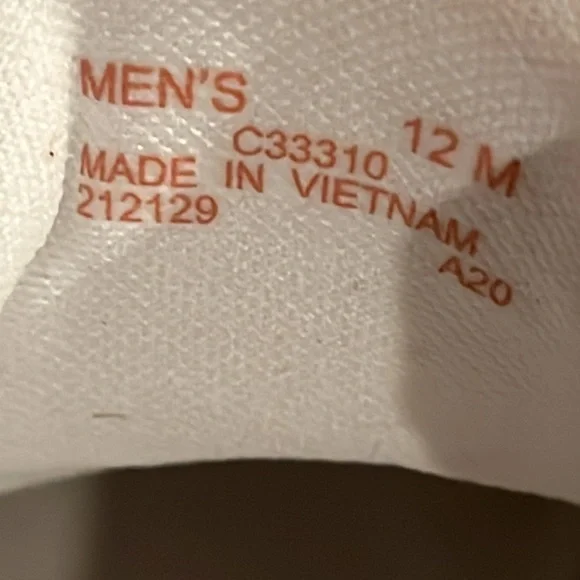 MEN'S
C33310 12 M
MADE IN VIETNAM
212129 A20